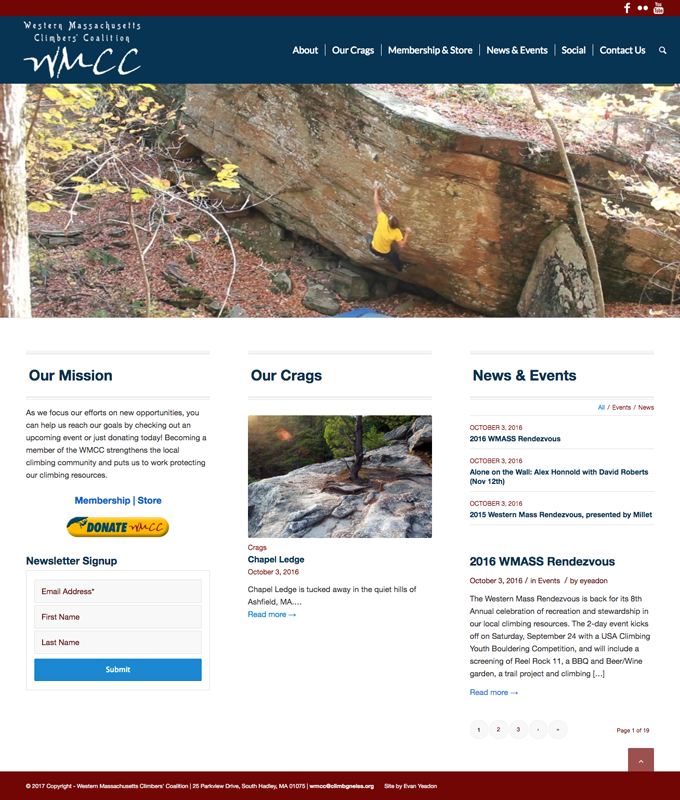 You Tube
Western Massachusetts
Climbers' Coalition
WMCC
About
Our Crags
Membership & Store
News & Events
Social
Contact Us
Our Mission
As we focus our efforts on new opportunities, you
can help us reach our goals by checking out an
upcoming event or just donating today! Becoming a
member of the WMCC strengthens the local
climbing community and puts us to work protecting
our climbing resources.
Membership | Store
DONATE WMCC
Newsletter Signup
Email Address*
First Name
Last Name
Submit
Our Crags
Crags
Chapel Ledge
October 3, 2016
Chapel Ledge is tucked away in the quiet hills of
Ashfield, MA....
Read more →
News & Events
All / Events / News
OCTOBER 3, 2016
2016 WMASS Rendezvous
OCTOBER 3, 2016
Alone on the Wall: Alex Honnold with David Roberts
(Nov 12th)
OCTOBER 3, 2016
2015 Western Mass Rendezvous, presented by Millet
2016 WMASS Rendezvous
October 3, 2016 / in Events / by eyeadon
The Western Mass Rendezvous is back for its 8th
Annual celebration of recreation and stewardship in
our local climbing resources. The 2-day event kicks
off on Saturday, September 24 with a USA Climbing
Youth Bouldering Competition, and will include a
screening of Reel Rock 11, a BBQ and Beer/Wine
garden, a trail project and climbing […]
Read more →
1 2 3 › » Page 1 of 19
© 2017 Copyright - Western Massachusetts Climbers' Coalition | 25 Parkview Drive, South Hadley, MA 01075 | wmcc@climbgneiss.org Site by Evan Yeadon